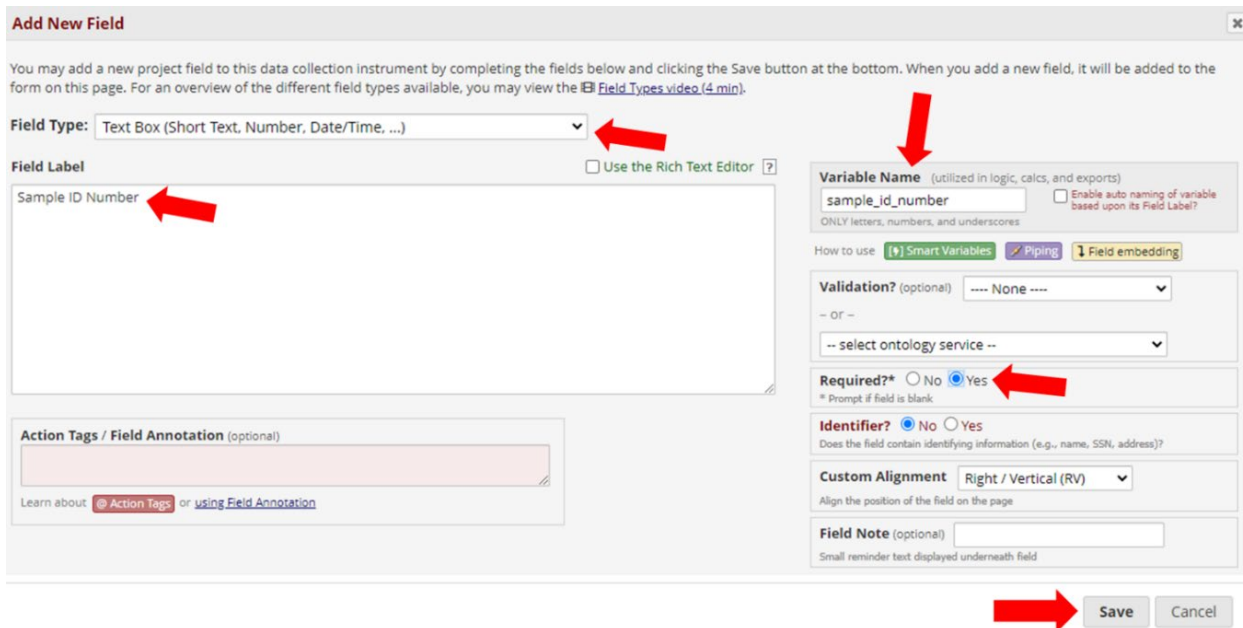 Add New Field
You may add a new project field to this data collection instrument by completing the fields below and clicking the Save button at the bottom. When you add a new field, it will be added to the
form on this page. For an overview of the different field types available, you may view the Field Types video (4 min).
Field Type: Text Box (Short Text, Number, Date/Time, ...)
Field Label
Use the Rich Text Editor ?
Sample ID Number
Variable Name (utilized in logic, calcs, and exports)
sample_id_number
Enable auto naming of variable
based upon its Field Label?
ONLY letters, numbers, and underscores
How to use Smart Variables Piping Field embedding
Validation? (optional) ---- None ----
– or –
-- select ontology service --
Required?* No Yes
* Prompt if field is blank
Identifier? No Yes
Does the field contain identifying information (e.g., name, SSN, address)?
Custom Alignment Right / Vertical (RV)
Align the position of the field on the page
Field Note (optional)
Small reminder text displayed underneath field
Action Tags / Field Annotation (optional)
Learn about @ Action Tags or using Field Annotation
Save Cancel